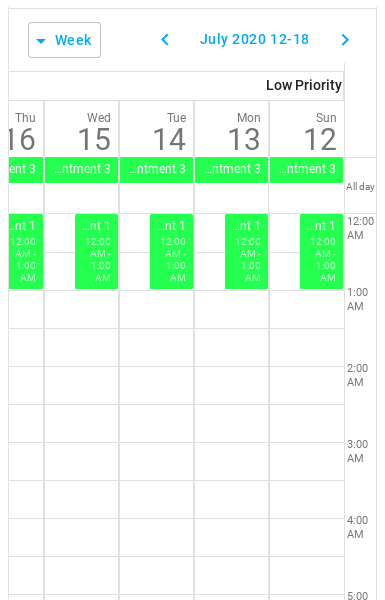 Week
July 2020 12-18
Low Priority
Thu Wed Tue Mon Sun
16 15 14 13 12
ent 3 ...ntment 3 ...ntment 3 ...ntment 3 ...ntment 3
All day
...nt 1 ...nt 1 ...nt 1 ...nt 1 ...nt 1
12:00 12:00 12:00 12:00 12:00
AM - AM - AM - AM - AM -
1:00 1:00 1:00 1:00 1:00
AM AM AM AM AM
12:00
AM
1:00
AM
2:00
AM
3:00
AM
4:00
AM
5:00